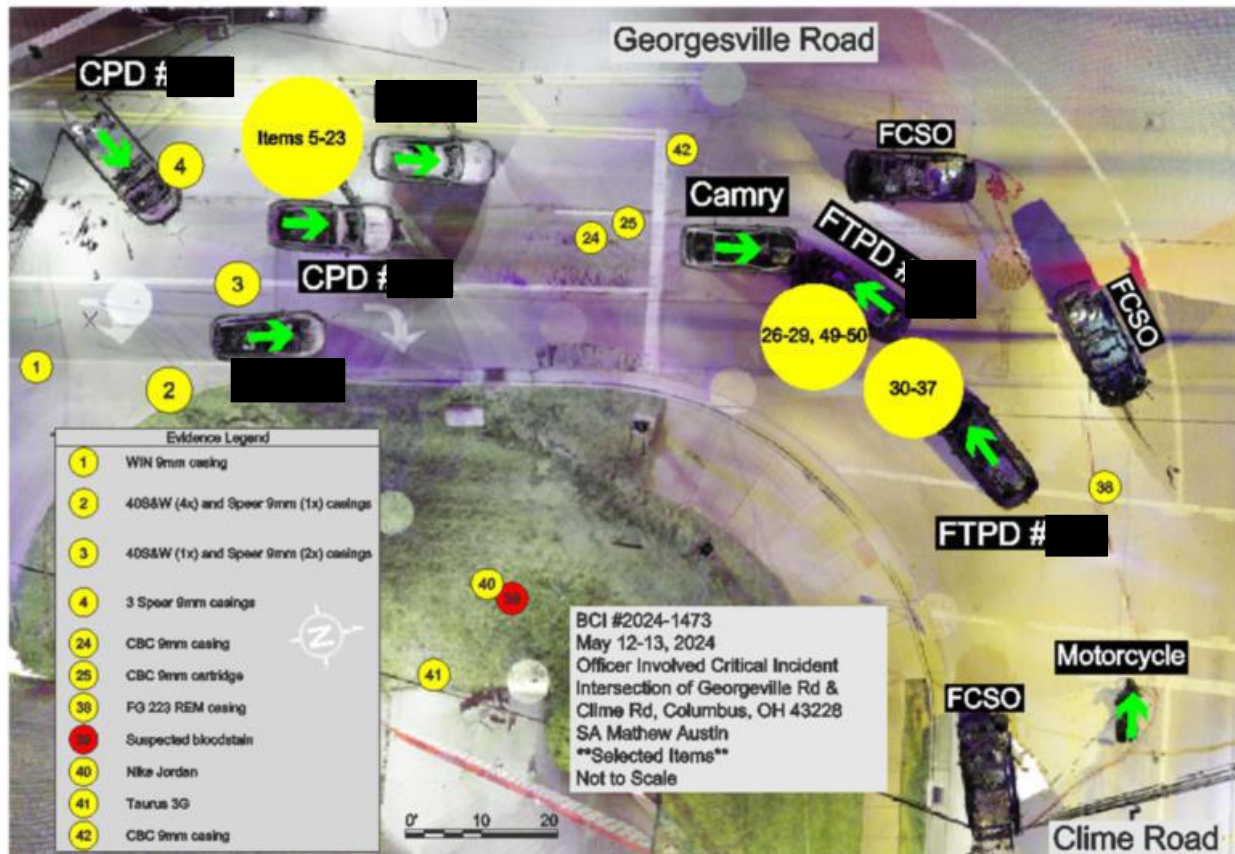 Georgesville Road
CPD #
Items 5-23
4
42
FCSO
Camry
25
24
FTPD #
3
CPD #
FCSO
26-29, 49-50
1
2
30-37
Evidence Legend
1 WIN 9mm casing
2 40S&W (4x) and Speer 9mm (1x) casings
3 40S&W (1x) and Speer 9mm (2x) casings
4 3 Speer 9mm casings
24 CBC 9mm casing
25 CBC 9mm cartridge
38 FG 223 REM casing
39 Suspected bloodstain
40 Nike Jordan
41 Taurus 3G
42 CBC 9mm casing
N
38
FTPD #
40
39
41
BCI #2024-1473
May 12-13, 2024
Officer Involved Critical Incident
Intersection of Georgeville Rd &
Clime Rd, Columbus, OH 43228
SA Mathew Austin
**Selected Items**
Not to Scale
Motorcycle
FCSO
0' 10 20
Clime Road